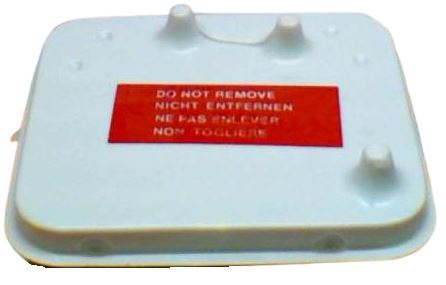 DO NOT REMOVE
NICHT ENTFERNEN
NE PAS ENLEVER
NON TOGLIERE